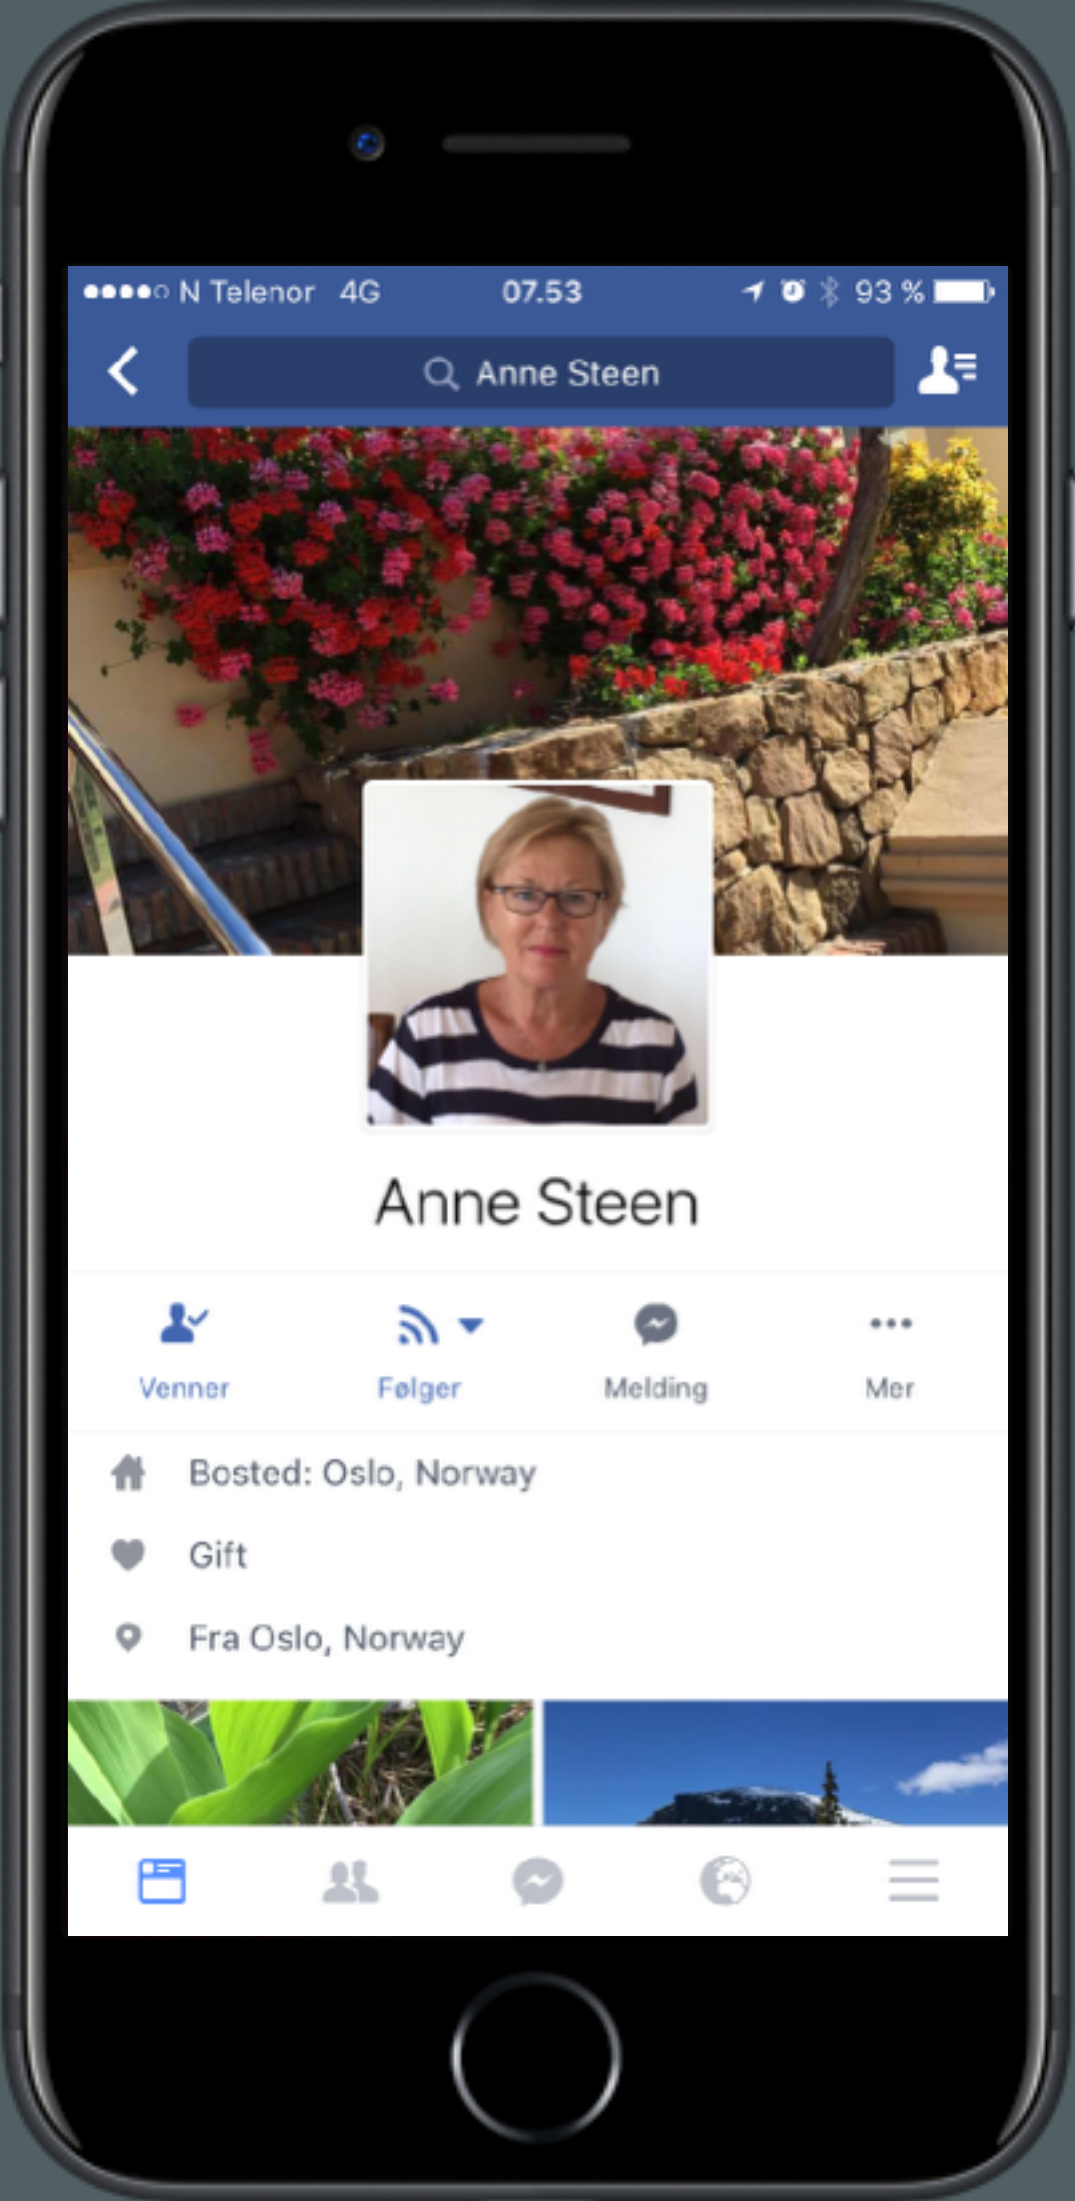 N Telenor 4G 07.53 93 %
Anne Steen
Anne Steen
Venner Følger Melding Mer
Bosted: Oslo, Norway
Gift
Fra Oslo, Norway